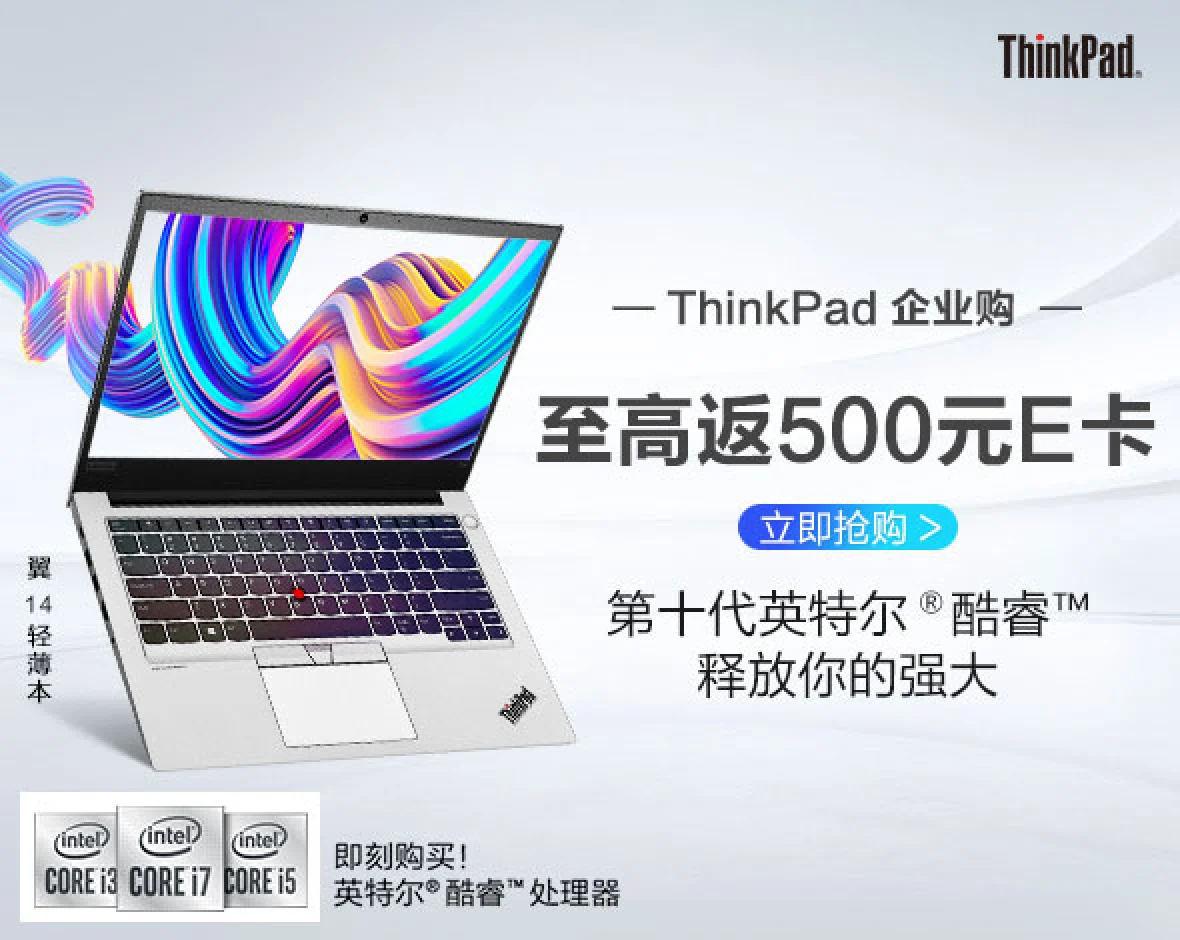 ThinkPad
— ThinkPad 企业购 —
至高返500元E卡
立即抢购 >
第十代英特尔®酷睿™
释放你的强大
翼
14
轻
薄
本
ThinkPad
intel® CORE i3
intel® CORE i7
intel® CORE i5
即刻购买！
英特尔®酷睿™处理器